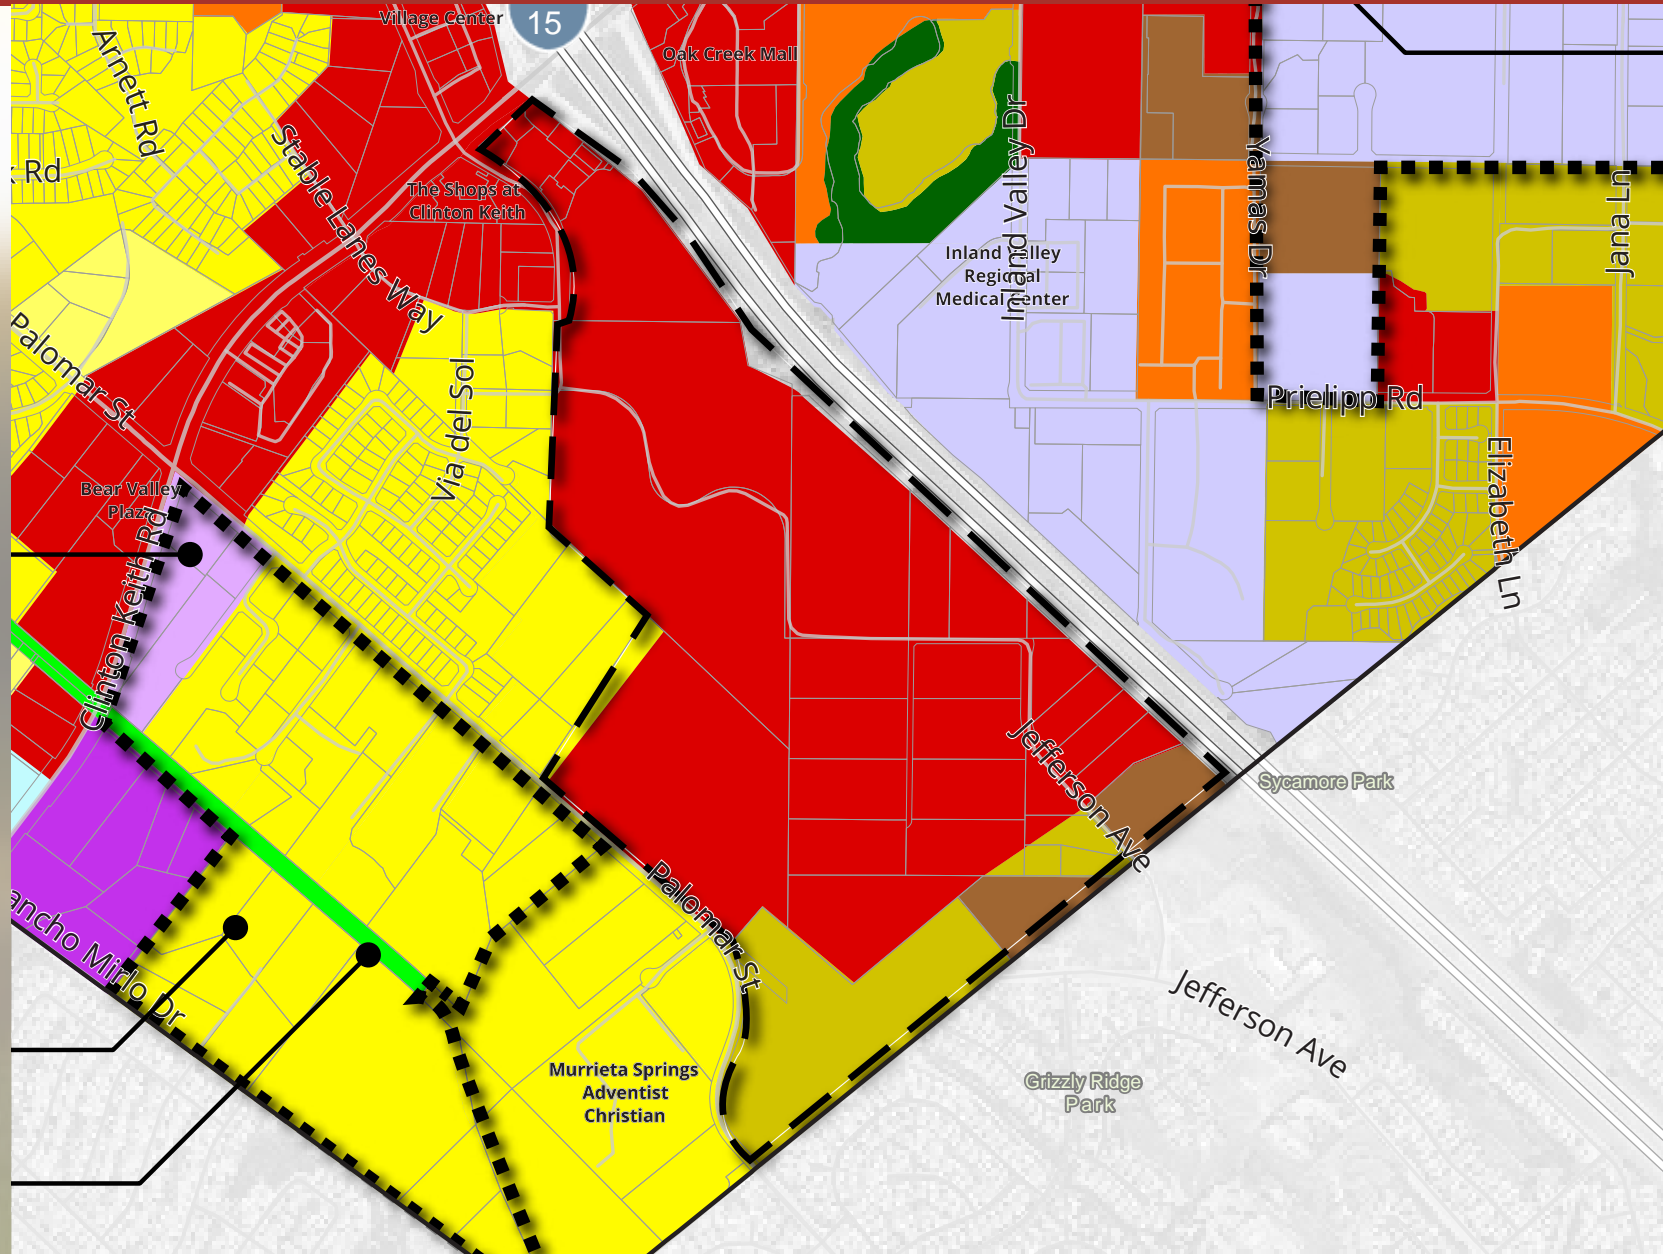 Village Center
15
Oak Creek Mall
Arnett Rd
Rd
Stable Lanes Way
The Shops at
Clinton Keith
Inland Valley Dr
Yamas Dr
Jana Ln
Inland Valley
Regional
Medical Center
Palomar St
Via del Sol
Prielipp Rd
Elizabeth Ln
Bear Valley
Plaza
Clinton Keith Rd
Jefferson Ave
Sycamore Park
Palomar St
ancho Mirlo Dr
Jefferson Ave
Murrieta Springs
Adventist
Christian
Grizzly Ridge
Park